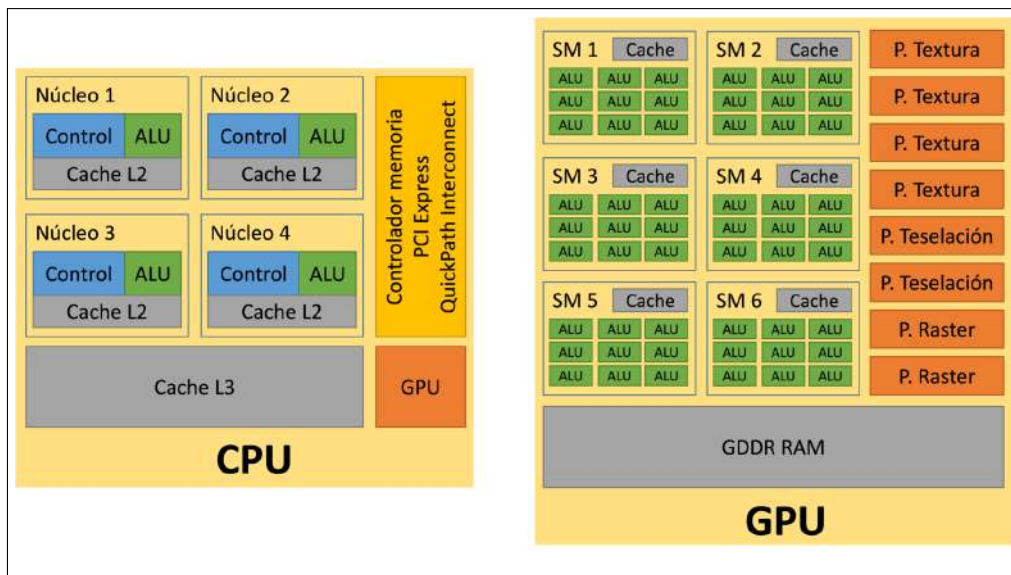 Núcleo 1
Control ALU
Cache L2
Núcleo 2
Control ALU
Cache L2
Núcleo 3
Control ALU
Cache L2
Núcleo 4
Control ALU
Cache L2
Controlador memoria
PCI Express
QuickPath Interconnect
Cache L3
GPU
CPU
SM 1 Cache
ALU ALU ALU
ALU ALU ALU
ALU ALU ALU
SM 2 Cache
ALU ALU ALU
ALU ALU ALU
ALU ALU ALU
SM 3 Cache
ALU ALU ALU
ALU ALU ALU
ALU ALU ALU
SM 4 Cache
ALU ALU ALU
ALU ALU ALU
ALU ALU ALU
SM 5 Cache
ALU ALU ALU
ALU ALU ALU
ALU ALU ALU
SM 6 Cache
ALU ALU ALU
ALU ALU ALU
ALU ALU ALU
P. Textura
P. Textura
P. Textura
P. Textura
P. Teselación
P. Teselación
P. Raster
P. Raster
GDDR RAM
GPU